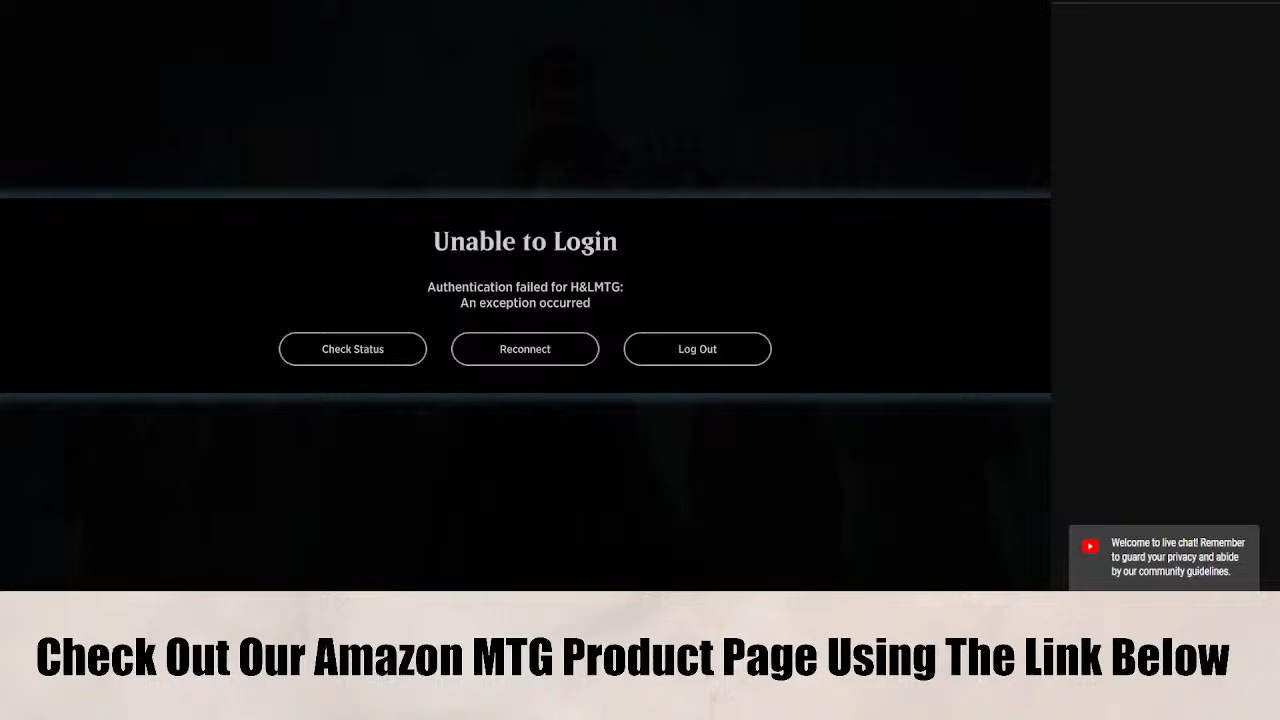 Unable to Login
Authentication failed for H&LMTG:
An exception occurred
Check Status
Reconnect
Log Out
Welcome to live chat! Remember
to guard your privacy and abide
by our community guidelines.
Check Out Our Amazon MTG Product Page Using The Link Below